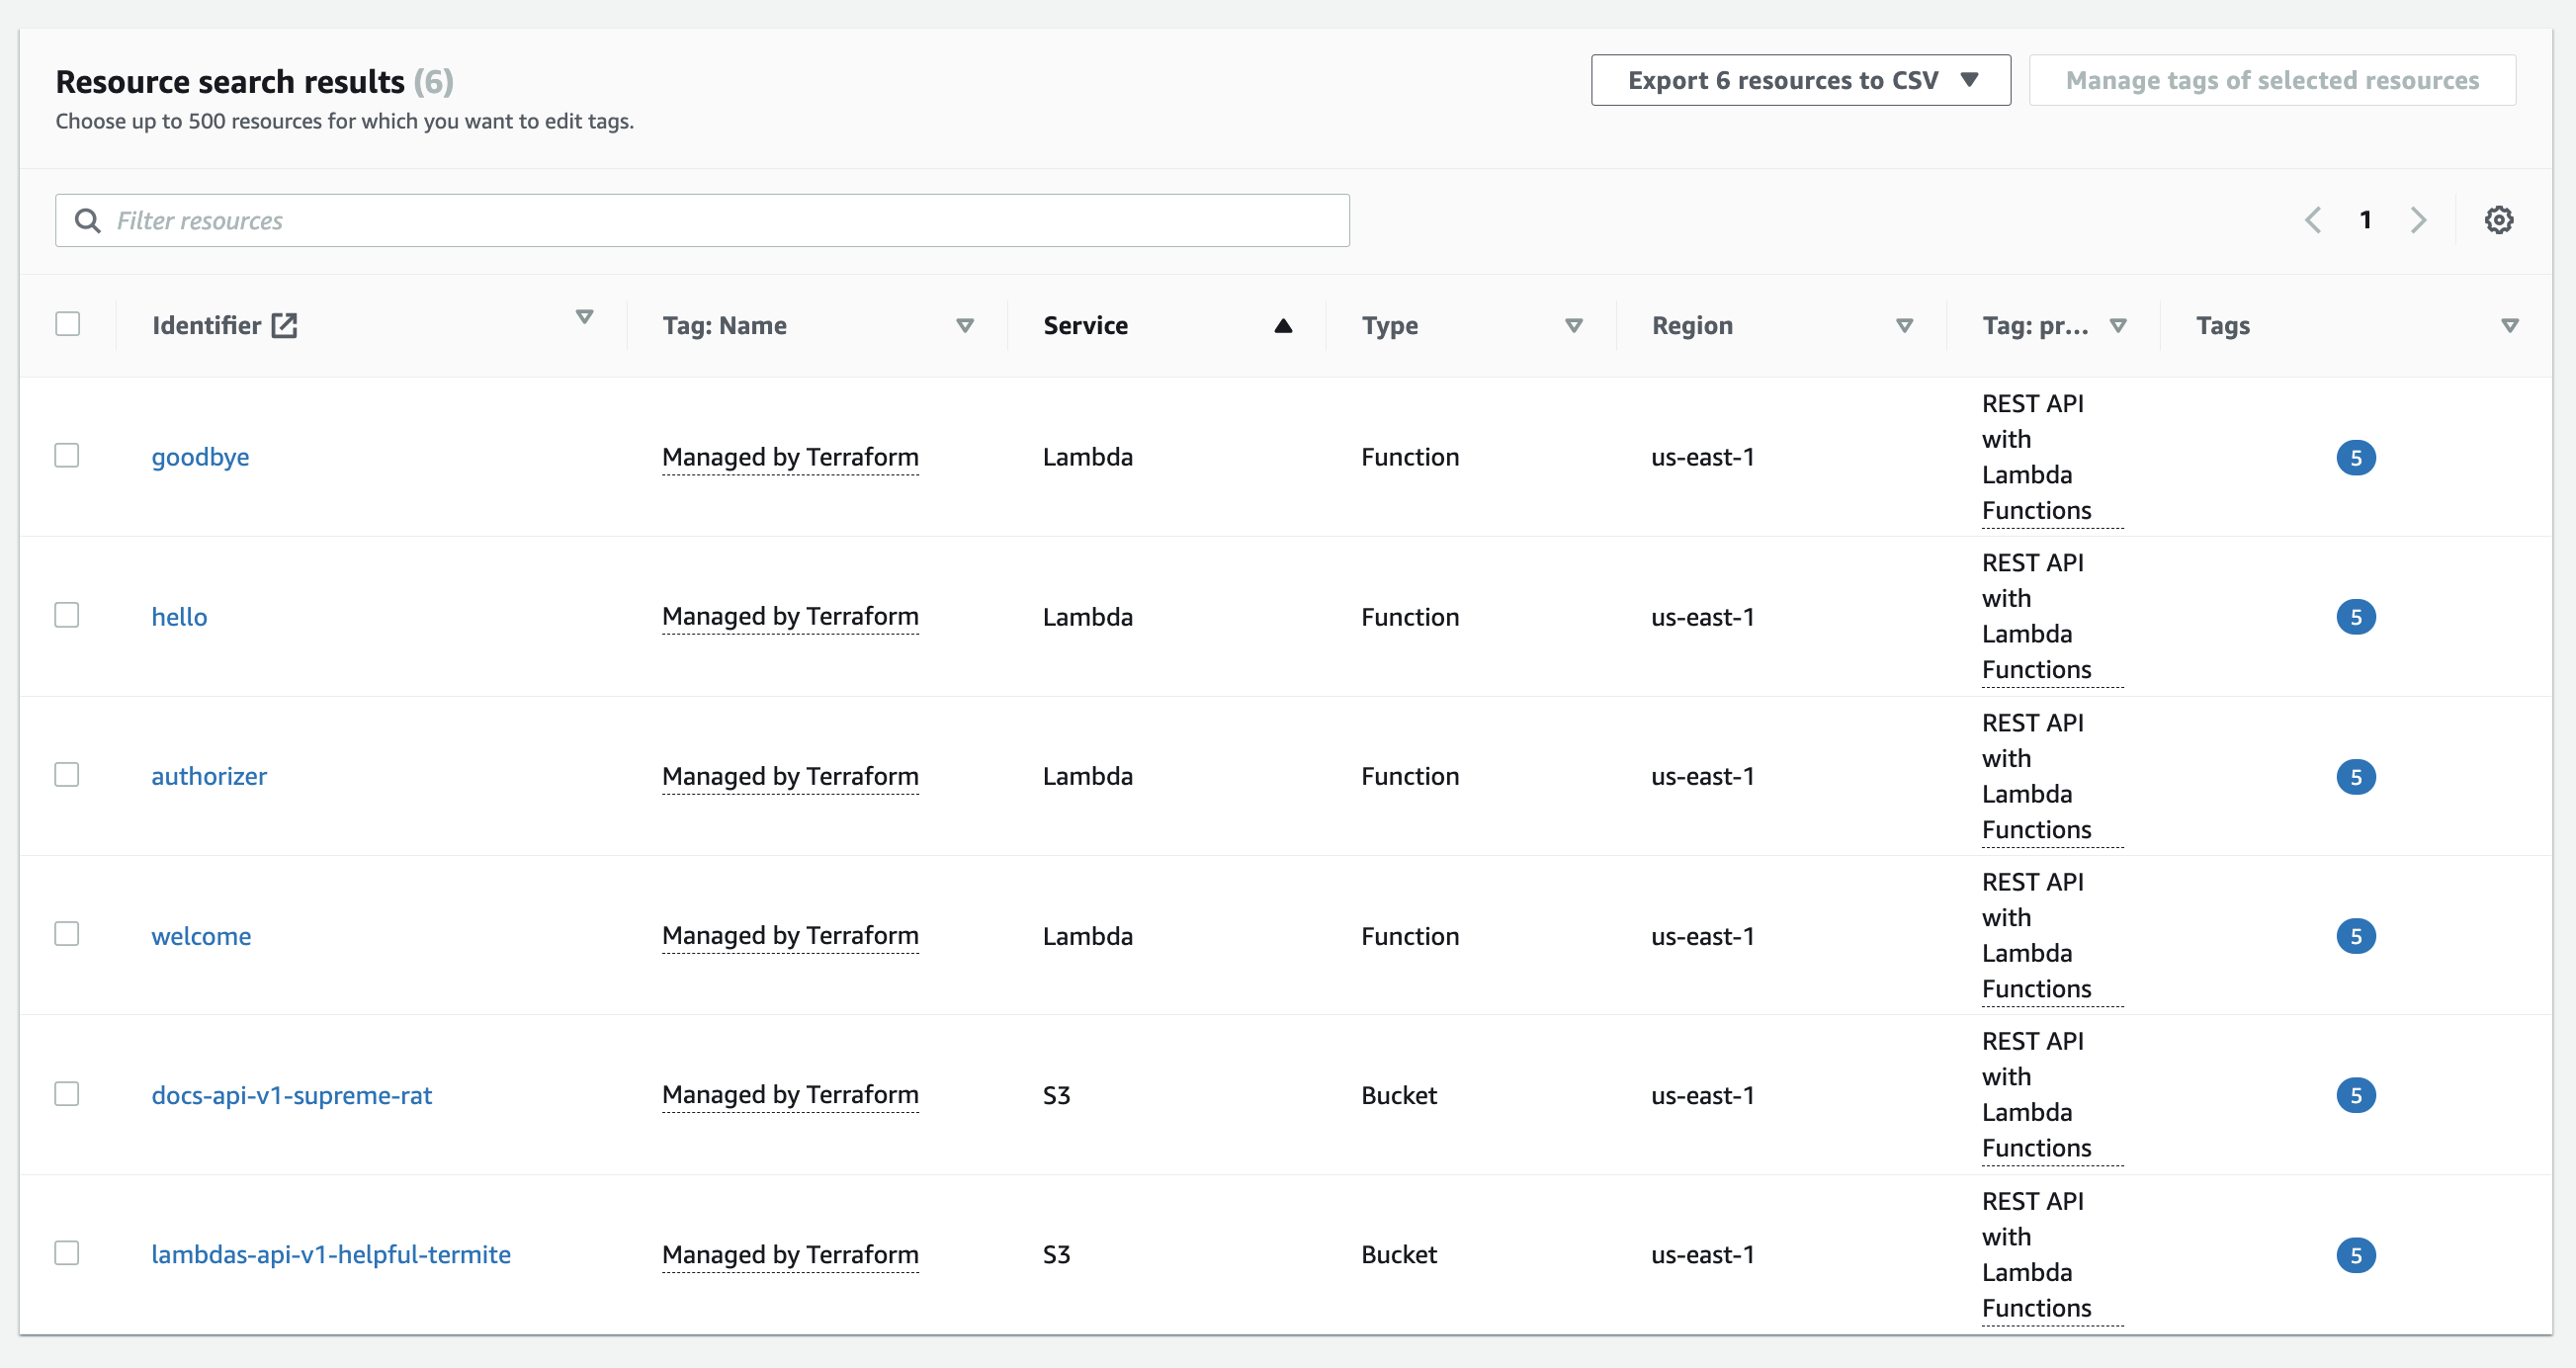 Resource search results (6)
Export 6 resources to CSV
Manage tags of selected resources
Choose up to 500 resources for which you want to edit tags.
Filter resources
1
Identifier
Tag: Name
Service
Type
Region
Tag: pr...
Tags
goodbye
Managed by Terraform
Lambda
Function
us-east-1
REST API
with
Lambda
Functions
5
hello
Managed by Terraform
Lambda
Function
us-east-1
REST API
with
Lambda
Functions
5
authorizer
Managed by Terraform
Lambda
Function
us-east-1
REST API
with
Lambda
Functions
5
welcome
Managed by Terraform
Lambda
Function
us-east-1
REST API
with
Lambda
Functions
5
docs-api-v1-supreme-rat
Managed by Terraform
S3
Bucket
us-east-1
REST API
with
Lambda
Functions
5
lambdas-api-v1-helpful-termite
Managed by Terraform
S3
Bucket
us-east-1
REST API
with
Lambda
Functions
5